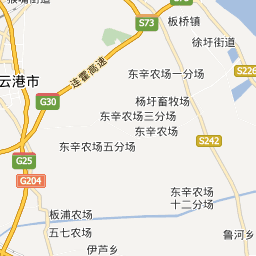 板桥镇
S73
徐圩街道
连霍高速
东辛农场一分场
S226
云港市
G30
杨圩畜牧场
东辛农场三分场
东辛农场
S242
东辛农场五分场
G25
G204
东辛农场
十二分场
板浦农场
五七农场
鲁河乡
伊芦乡